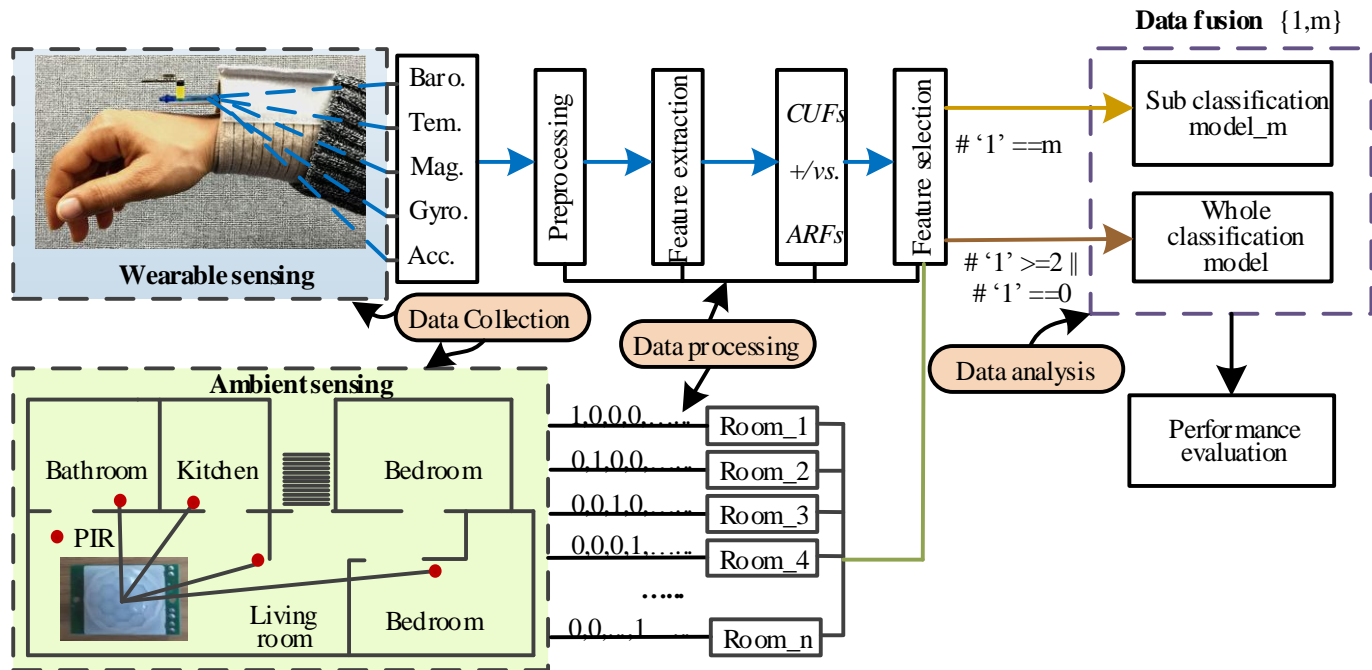 Data fusion {1,m}
Baro.
Tem.
Mag.
Gyro.
Acc.
Wearable sensing
Preprocessing
Feature extraction
CUFs
+/vs.
ARFs
Feature selection
# ‘1’ ==m
# ‘1’ >=2 ||
# ‘1’ ==0
Sub classification
model_m
Whole
classification
model
Data Collection
Data processing
Data analysis
Performance
evaluation
Ambient sensing
Bathroom
Kitchen
Bedroom
PIR
Living
room
Bedroom
1,0,0,0,......
Room_1
0,1,0,0,......
Room_2
0,0,1,0,......
Room_3
0,0,0,1,......
Room_4
......
0,0,...,1,......
Room_n